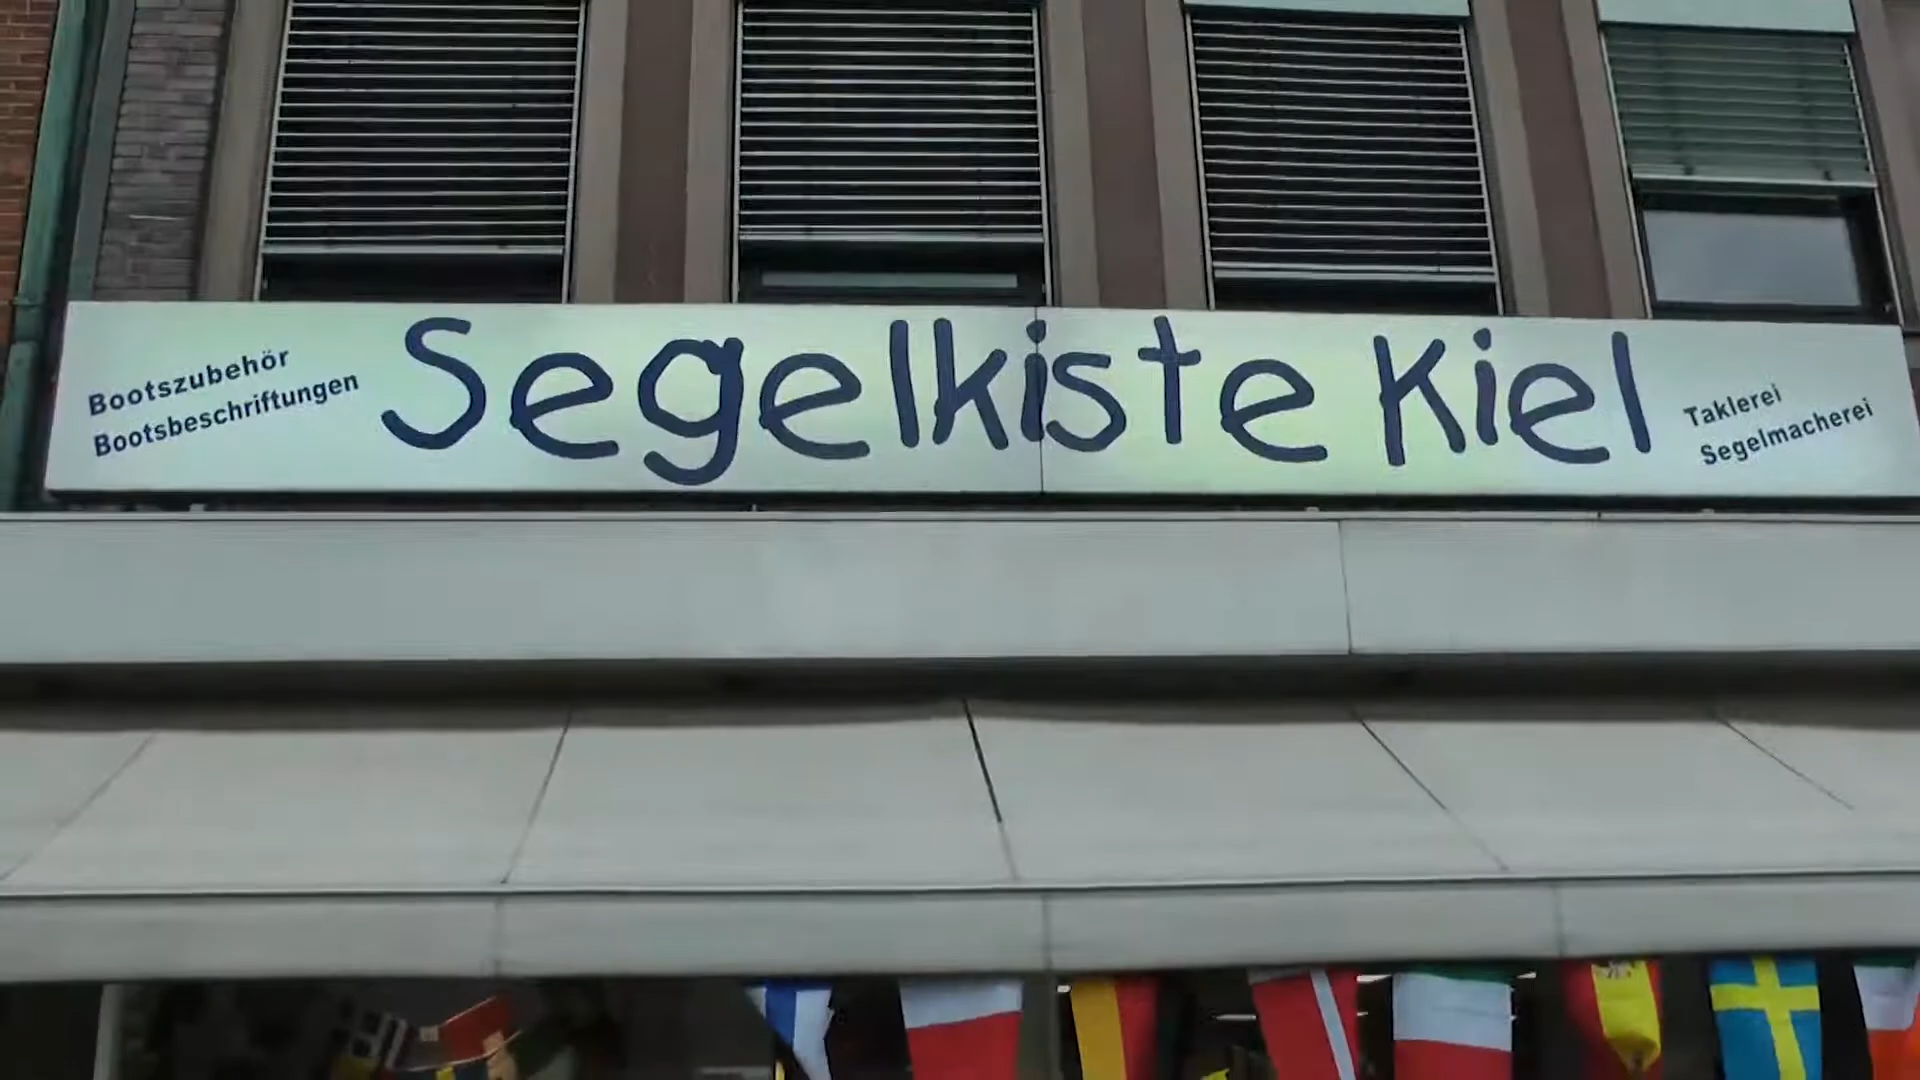 Bootszubehör
Bootsbeschriftungen
Segelkiste Kiel
Taklerei
Segelmacherei